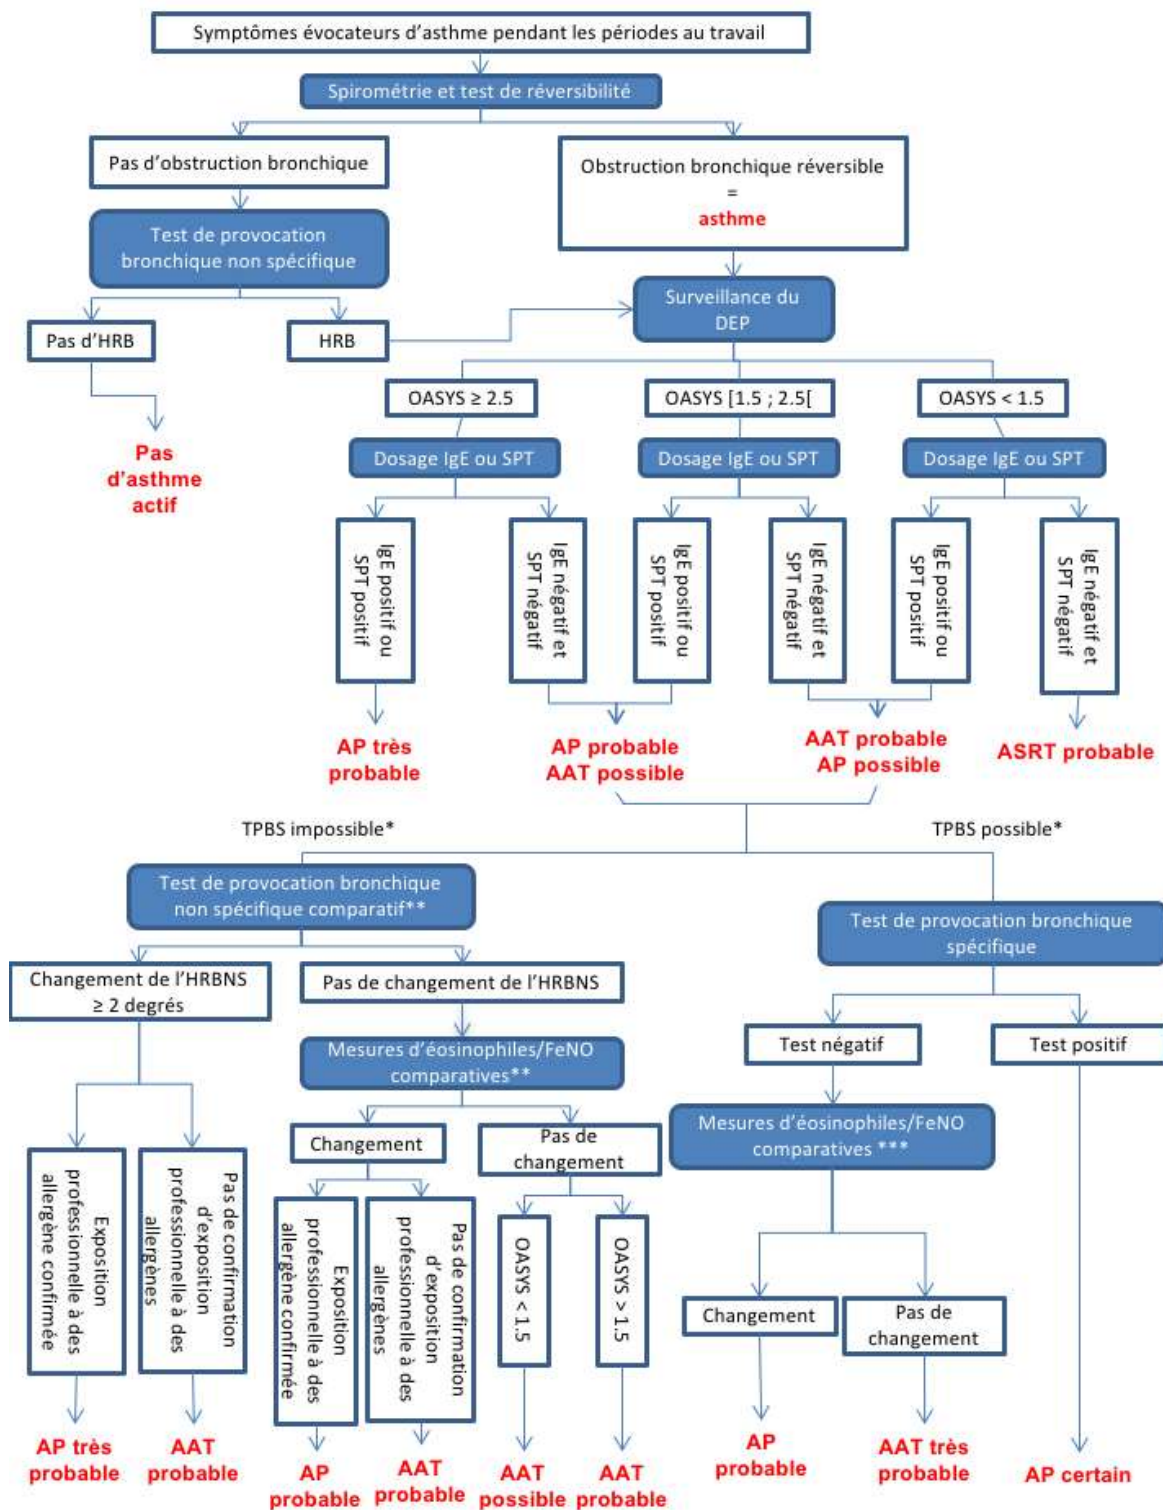 Symptômes évocateurs d'asthme pendant les périodes au travail
Spirométrie et test de réversibilité
Pas d'obstruction bronchique
Obstruction bronchique réversible
=
asthme
Test de provocation
bronchique non spécifique
Surveillance du
DEP
Pas d'HRB
HRB
Pas
d'asthme
actif
OASYS ≥ 2.5
OASYS [1.5 ; 2.5[
OASYS < 1.5
Dosage IgE ou SPT
Dosage IgE ou SPT
Dosage IgE ou SPT
IgE positif ou
SPT positif
IgE négatif et
SPT négatif
IgE positif ou
SPT positif
IgE négatif et
SPT négatif
IgE positif ou
SPT positif
IgE négatif et
SPT négatif
AP très
probable
AP probable
AAT possible
AAT probable
AP possible
ASRT probable
TPBS impossible*
TPBS possible*
Test de provocation bronchique
non spécifique comparatif**
Test de provocation bronchique
spécifique
Changement de l'HRBNS
≥ 2 degrés
Pas de changement de l'HRBNS
Test négatif
Test positif
Mesures d'éosinophiles/FeNO
comparatives**
Mesures d'éosinophiles/FeNO
comparatives ***
Changement
Pas de
changement
Exposition
professionnelle à des
allergène confirmée
Pas de confirmation
d'exposition
professionnelle à des
allergènes
Exposition
professionnelle à des
allergène confirmée
Pas de confirmation
d'exposition
professionnelle à des
allergènes
OASYS < 1.5
OASYS > 1.5
Changement
Pas de
changement
AP très
probable
AAT
probable
AP
probable
AAT
probable
AAT
possible
AAT
probable
AP
probable
AAT très
probable
AP certain